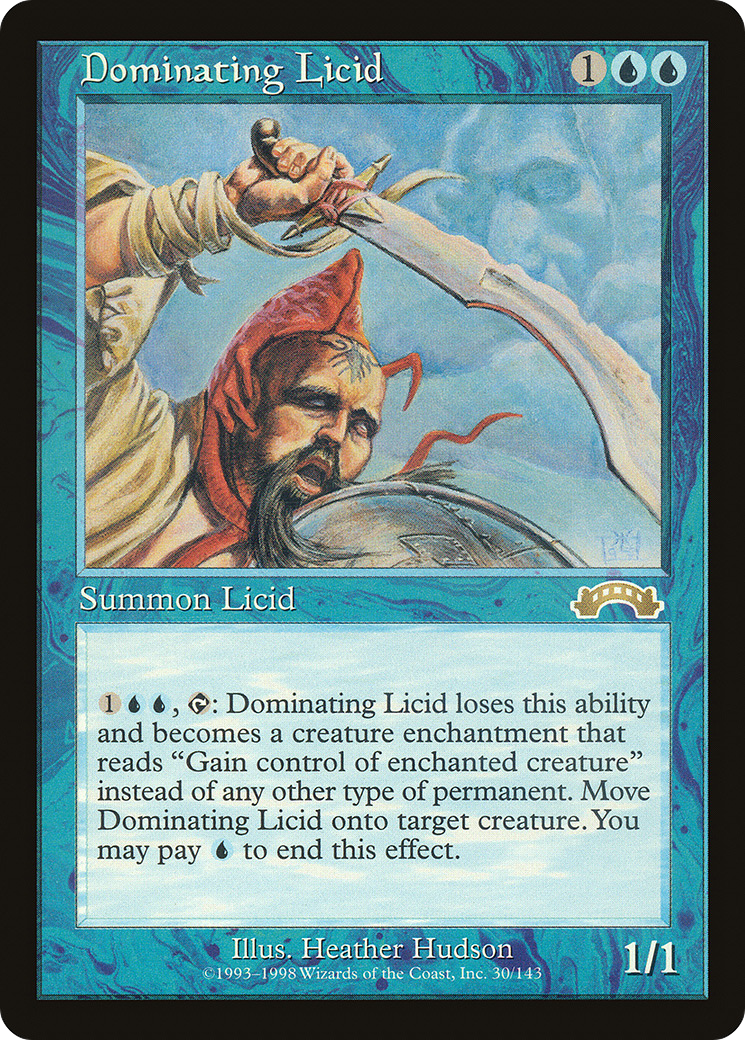 Dominating Licid 1
Summon Licid
1, : Dominating Licid loses this ability
and becomes a creature enchantment that
reads “Gain control of enchanted creature”
instead of any other type of permanent. Move
Dominating Licid onto target creature. You
may pay to end this effect.
Illus. Heather Hudson
©1993–1998 Wizards of the Coast, Inc. 30/143
1/1